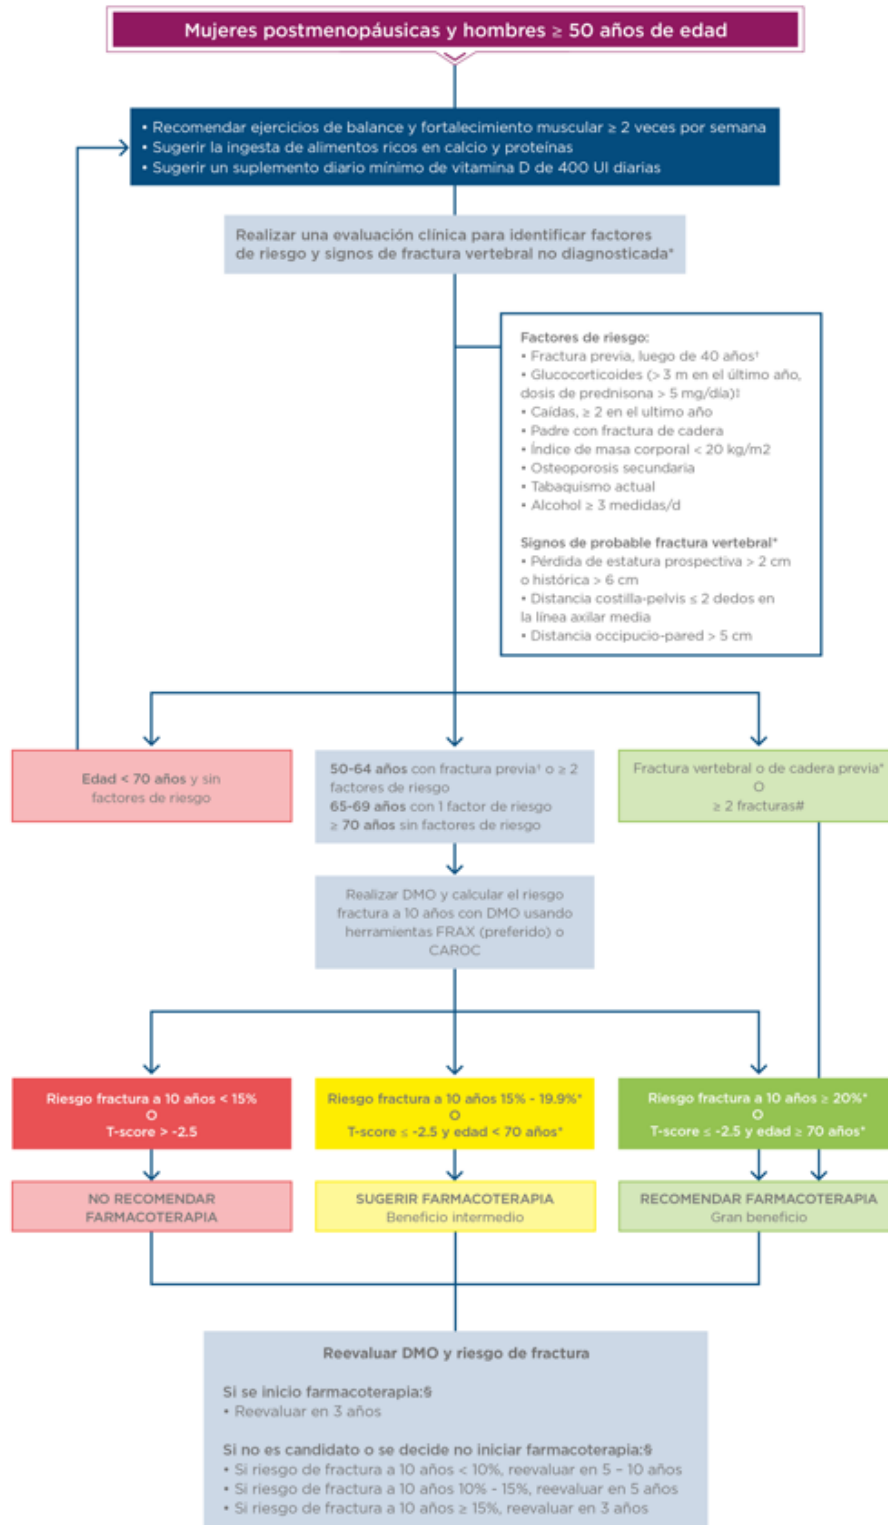 Mujeres postmenopáusicas y hombres ≥ 50 años de edad
• Recomendar ejercicios de balance y fortalecimiento muscular ≥ 2 veces por semana
• Sugerir la ingesta de alimentos ricos en calcio y proteínas
• Sugerir un suplemento diario mínimo de vitamina D de 400 UI diarias
Realizar una evaluación clínica para identificar factores
de riesgo y signos de fractura vertebral no diagnosticada*
Factores de riesgo:
• Fractura previa, luego de 40 años†
• Glucocorticoides (> 3 m en el último año,
dosis de prednisona > 5 mg/día)‡
• Caídas, ≥ 2 en el ultimo año
• Padre con fractura de cadera
• Índice de masa corporal < 20 kg/m2
• Osteoporosis secundaria
• Tabaquismo actual
• Alcohol ≥ 3 medidas/d
Signos de probable fractura vertebral*
• Pérdida de estatura prospectiva > 2 cm
o histórica > 6 cm
• Distancia costilla-pelvis ≤ 2 dedos en
la línea axilar media
• Distancia occipucio-pared > 5 cm
Edad < 70 años y sin
factores de riesgo
50-64 años con fractura previa† o ≥ 2
factores de riesgo
65-69 años con 1 factor de riesgo
≥ 70 años sin factores de riesgo
Fractura vertebral o de cadera previa*
O
≥ 2 fracturas#
Realizar DMO y calcular el riesgo
fractura a 10 años con DMO usando
herramientas FRAX (preferido) o
CAROC
Riesgo fractura a 10 años < 15%
O
T-score > -2.5
Riesgo fractura a 10 años 15% - 19.9%*
O
T-score ≤ -2.5 y edad < 70 años*
Riesgo fractura a 10 años ≥ 20%*
O
T-score ≤ -2.5 y edad ≥ 70 años*
NO RECOMENDAR
FARMACOTERAPIA
SUGERIR FARMACOTERAPIA
Beneficio intermedio
RECOMENDAR FARMACOTERAPIA
Gran beneficio
Reevaluar DMO y riesgo de fractura
Si se inicio farmacoterapia:§
• Reevaluar en 3 años
Si no es candidato o se decide no iniciar farmacoterapia:§
• Si riesgo de fractura a 10 años < 10%, reevaluar en 5 – 10 años
• Si riesgo de fractura a 10 años 10% - 15%, reevaluar en 5 años
• Si riesgo de fractura a 10 años ≥ 15%, reevaluar en 3 años